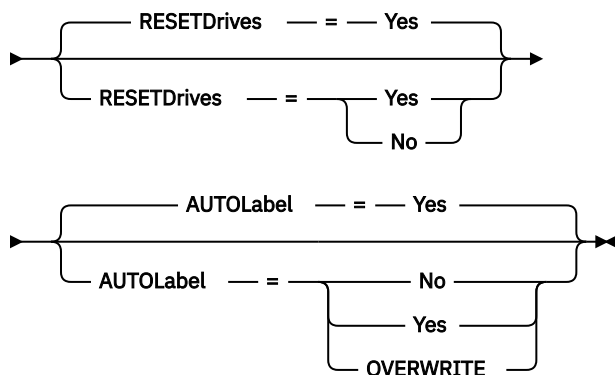 RESETDrives = Yes
RESETDrives = Yes
No
AUTOLabel = Yes
AUTOLabel = No
Yes
OVERWRITE